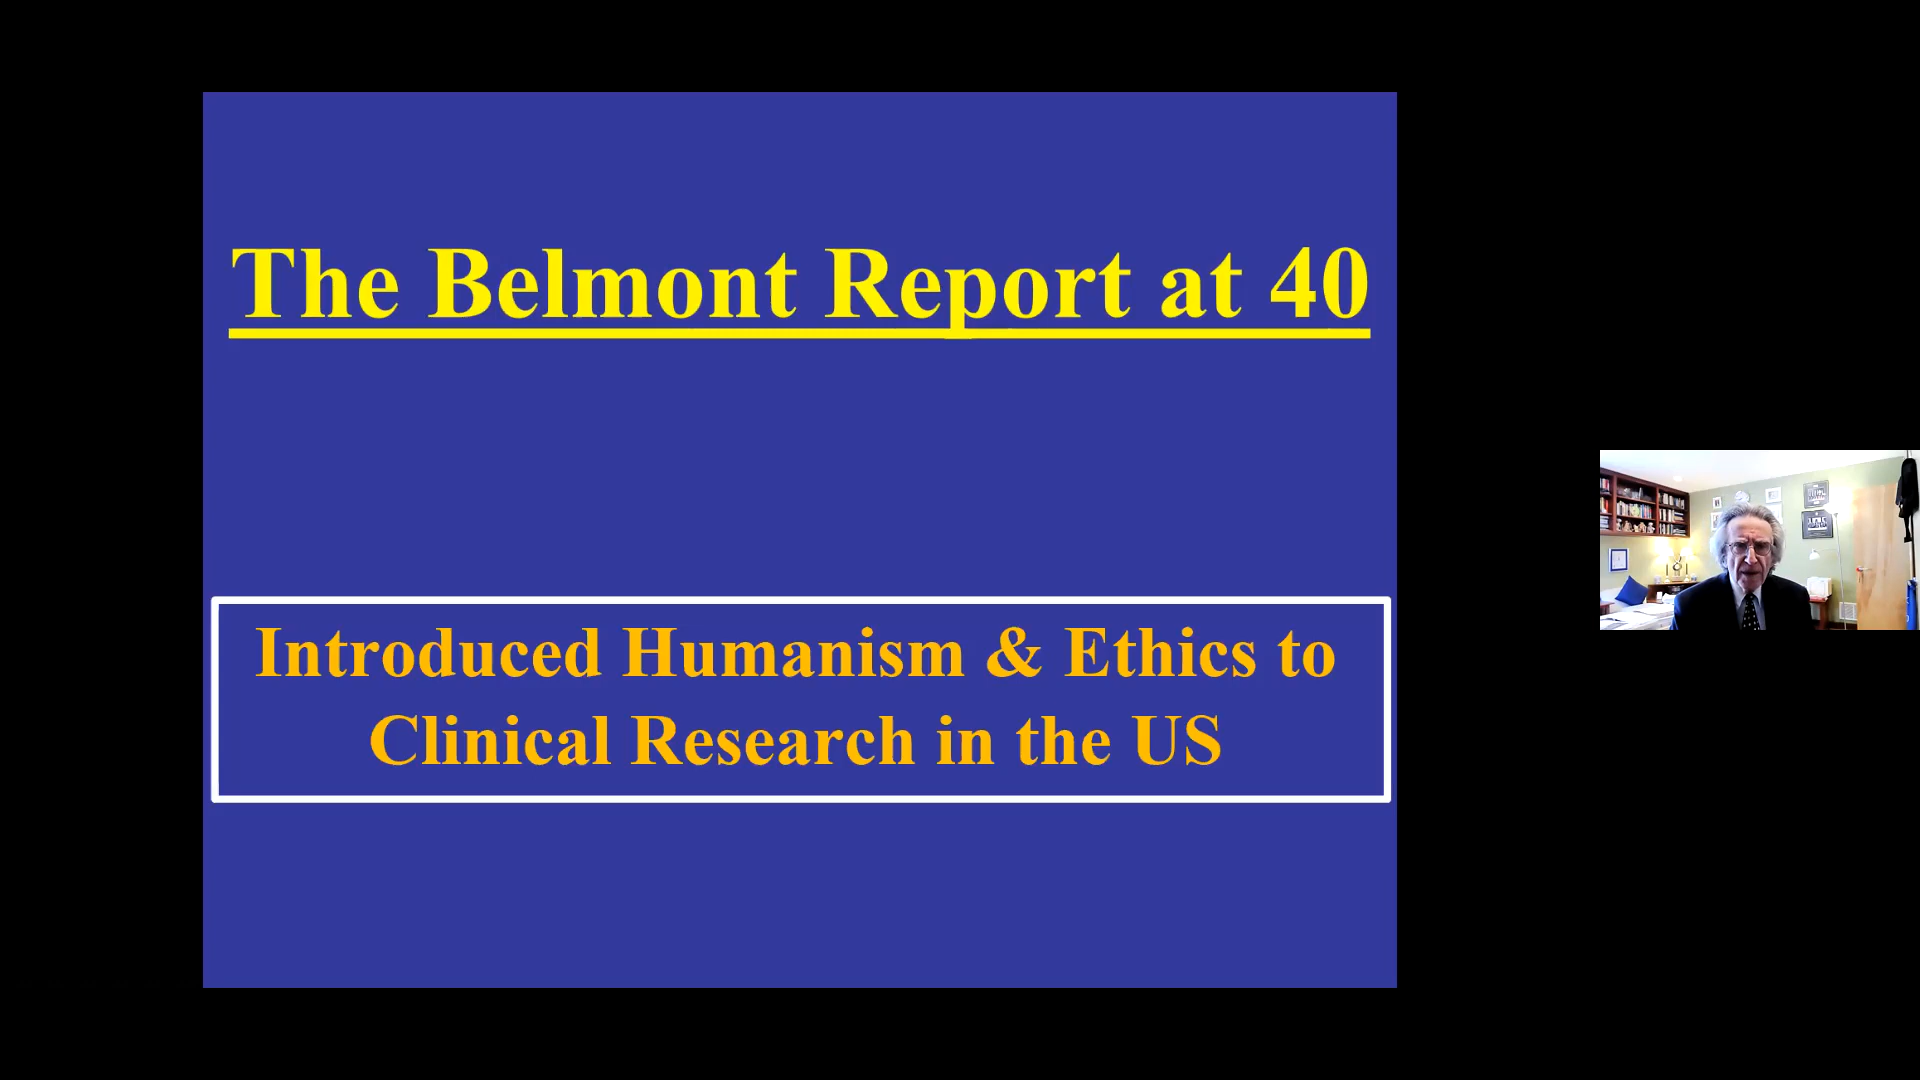 The Belmont Report at 40
Introduced Humanism & Ethics to
Clinical Research in the US